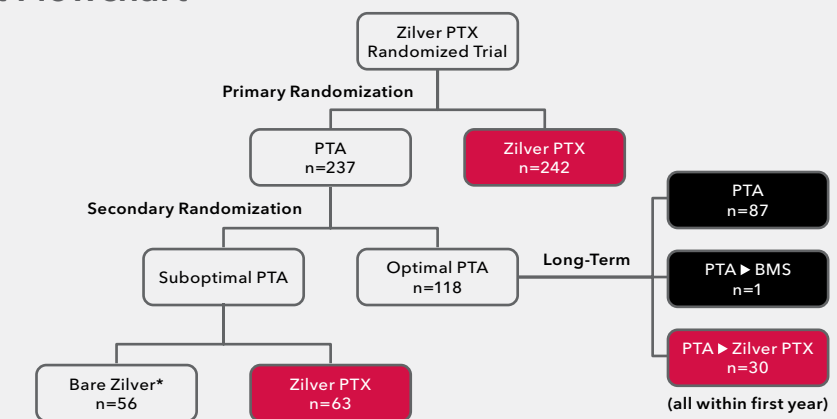 Zilver PTX
Randomized Trial
Primary Randomization
PTA
n=237
Zilver PTX
n=242
Secondary Randomization
Suboptimal PTA
Optimal PTA
n=118
Long-Term
PTA
n=87
PTA ▶ BMS
n=1
PTA ▶ Zilver PTX
n=30
(all within first year)
Bare Zilver*
n=56
Zilver PTX
n=63